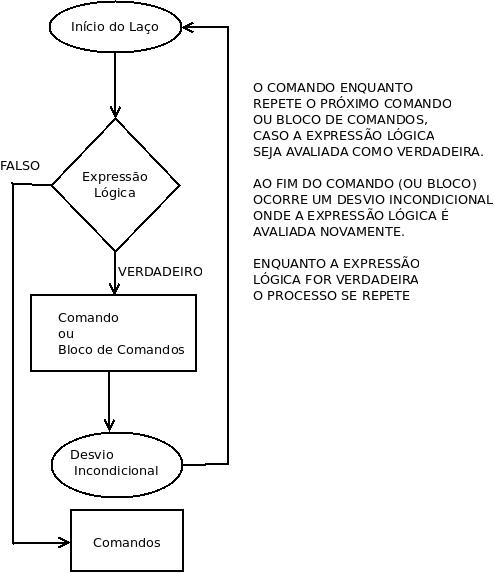 Início do Laço
O COMANDO ENQUANTO
REPETE O PRÓXIMO COMANDO
OU BLOCO DE COMANDOS,
CASO A EXPRESSÃO LÓGICA
SEJA AVALIADA COMO VERDADEIRA.
AO FIM DO COMANDO (OU BLOCO)
OCORRE UM DESVIO INCONDICIONAL
ONDE A EXPRESSÃO LÓGICA É
AVALIADA NOVAMENTE.
ENQUANTO A EXPRESSÃO
LÓGICA FOR VERDADEIRA
O PROCESSO SE REPETE
FALSO
Expressão
Lógica
VERDADEIRO
Comando
ou
Bloco de Comandos
Desvio
Incondicional
Comandos